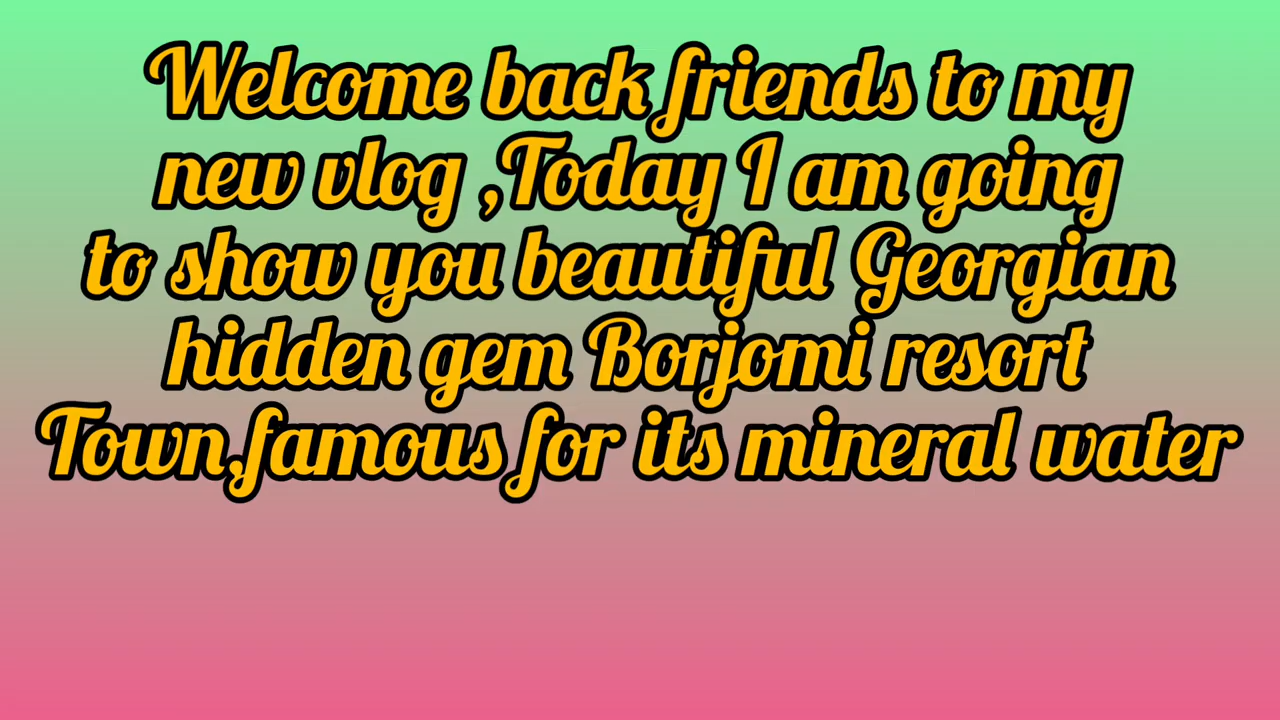 Welcome back friends to my
new vlog ,Today I am going
to show you beautiful Georgian
hidden gem Borjomi resort
Town,famous for its mineral water